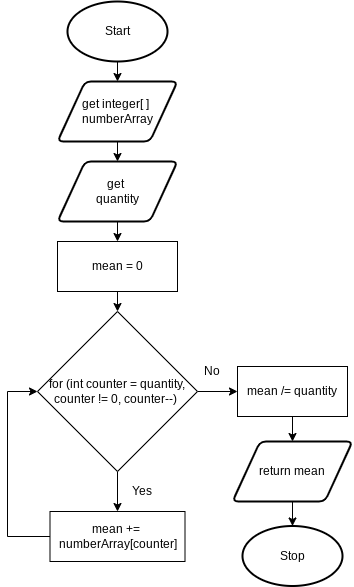 Start
get integer[ ]
numberArray
get
quantity
mean = 0
for (int counter = quantity,
counter != 0, counter--)
No
mean /= quantity
return mean
Yes
mean +=
numberArray[counter]
Stop